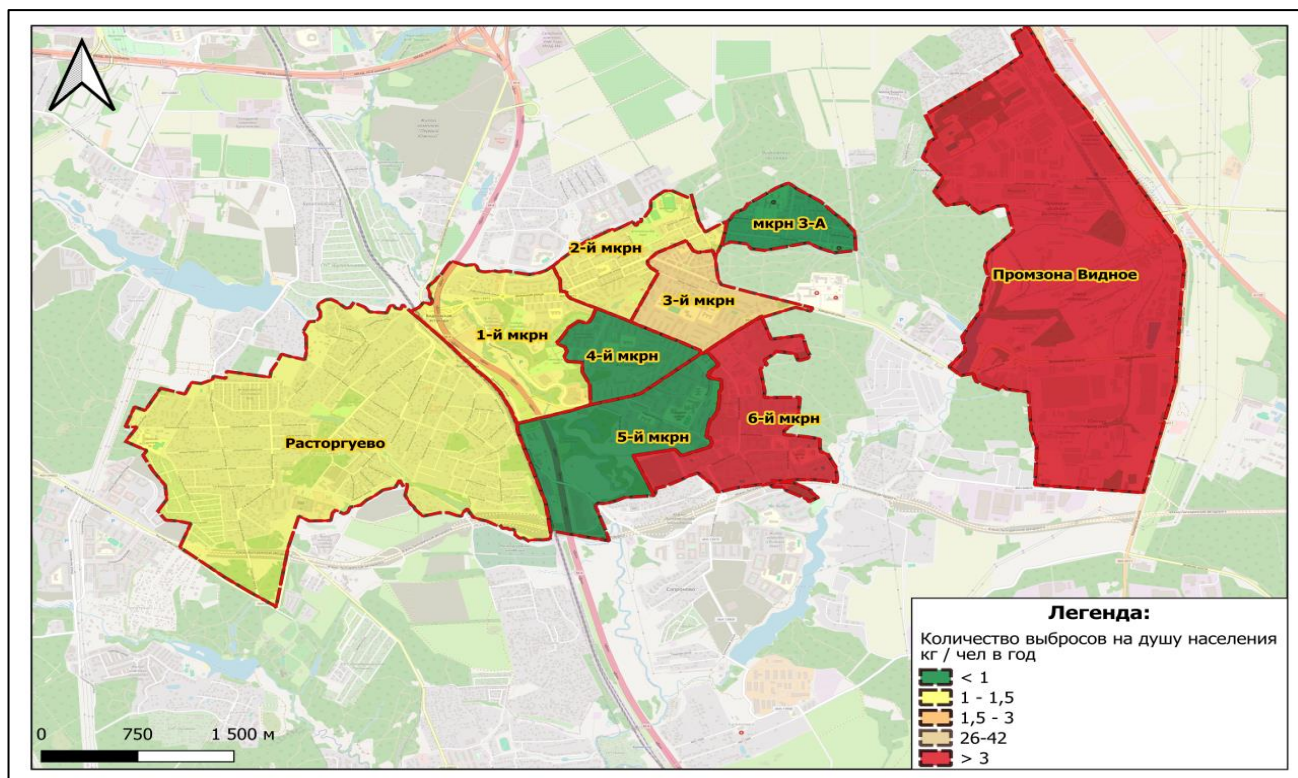 мкрн 3-А
2-й мкрн
Промзона Видное
3-й мкрн
1-й мкрн
4-й мкрн
6-й мкрн
5-й мкрн
Расторгуево
Легенда:
Количество выбросов на душу населения
кг / чел в год
< 1
1 - 1,5
1,5 - 3
26-42
> 3
0 750 1 500 м